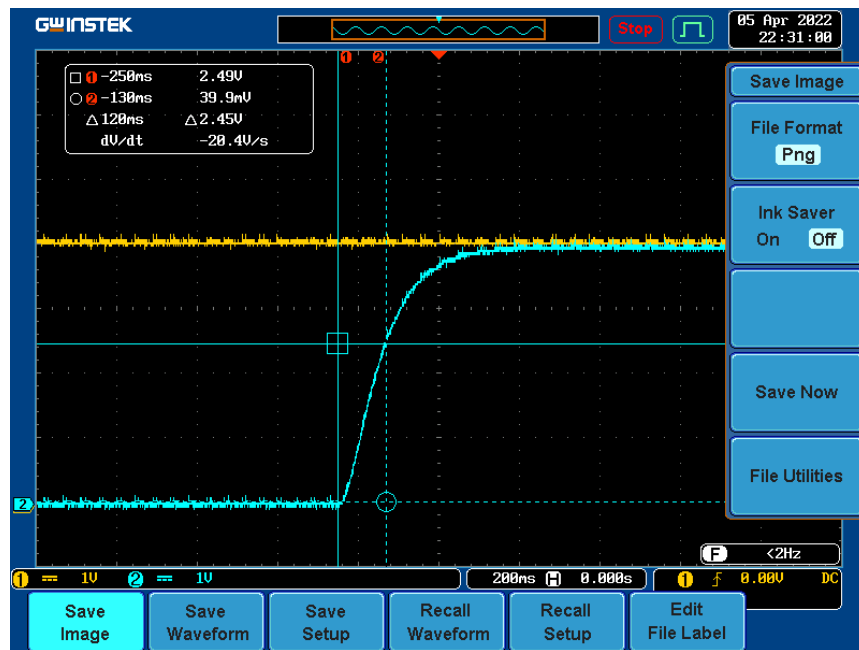 GWINSTEK
Stop
05 Apr 2022
22:31:00
1 -250ms 2.49V
2 -130ms 39.9mV
△120ms △2.45V
dV/dt -20.4V/s
1 2
Save Image
File Format
Png
Ink Saver
On Off
Save Now
File Utilities
2
F <2Hz
1 1V 2 1V 200ms H 0.000s 1 0.00V DC
Save Image
Save Waveform
Save Setup
Recall Waveform
Recall Setup
Edit File Label